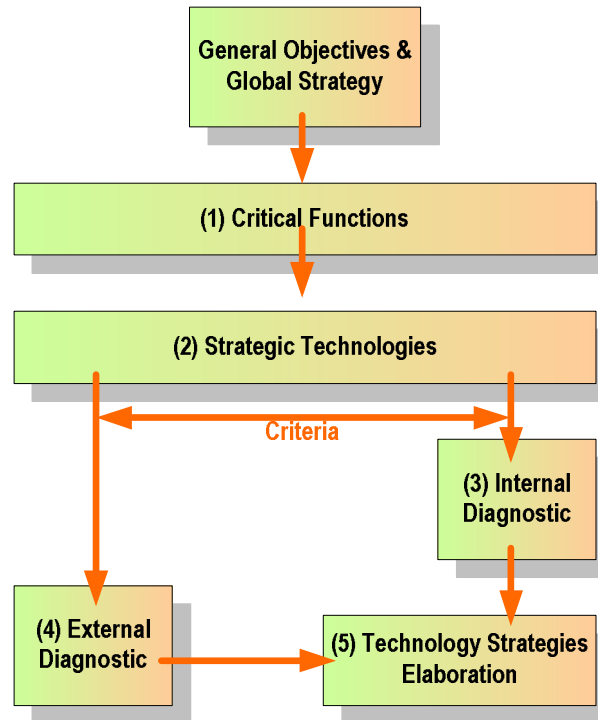 General Objectives &
Global Strategy
(1) Critical Functions
(2) Strategic Technologies
Criteria
(3) Internal
Diagnostic
(4) External
Diagnostic
(5) Technology Strategies
Elaboration